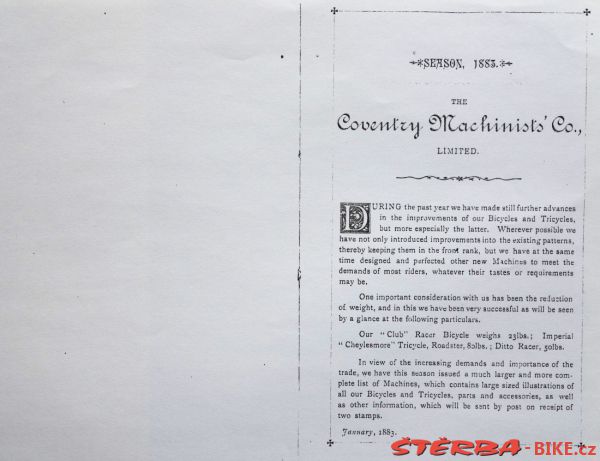 SEASON, 1883.
THE
Coventry Machinists' Co.,
LIMITED.
DURING the past year we have made still further advances
in the improvements of our Bicycles and Tricycles,
but more especially the latter. Wherever possible we
have not only introduced improvements into the existing patterns,
thereby keeping them in the front rank, but we have at the same
time designed and perfected other new Machines to meet the
demands of most riders, whatever their tastes or requirements
may be.
One important consideration with us has been the reduction
of weight, and in this we have been very successful as will be seen
by a glance at the following particulars.
Our "Club" Racer Bicycle weighs 23lbs.; Imperial
"Cheylesmore" Tricycle, Roadster, 80lbs.; Ditto Racer, 50lbs.
In view of the increasing demands and importance of the
trade, we have this season issued a much larger and more com-
plete list of Machines, which contains large sized illustrations of
all our Bicycles and Tricycles, parts and accessories, as well
as other information, which will be sent by post on receipt of
two stamps.
January, 1883.
STĚRBA-BIKE.cz